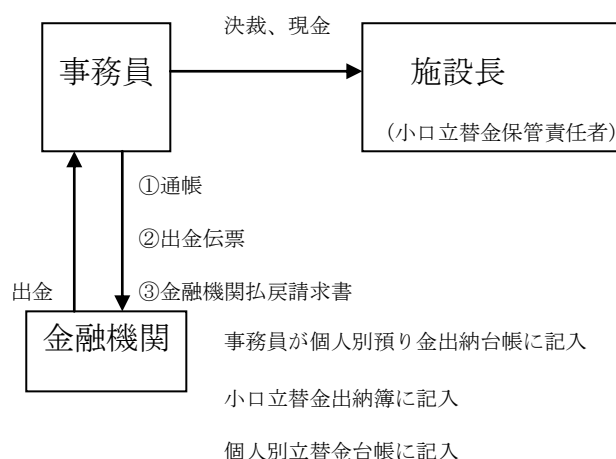 決裁、現金
事務員
施設長
(小口立替金保管責任者)
①通帳
②出金伝票
出金
③金融機関払戻請求書
金融機関
事務員が個人別預り金出納台帳に記入
小口立替金出納簿に記入
個人別立替金台帳に記入